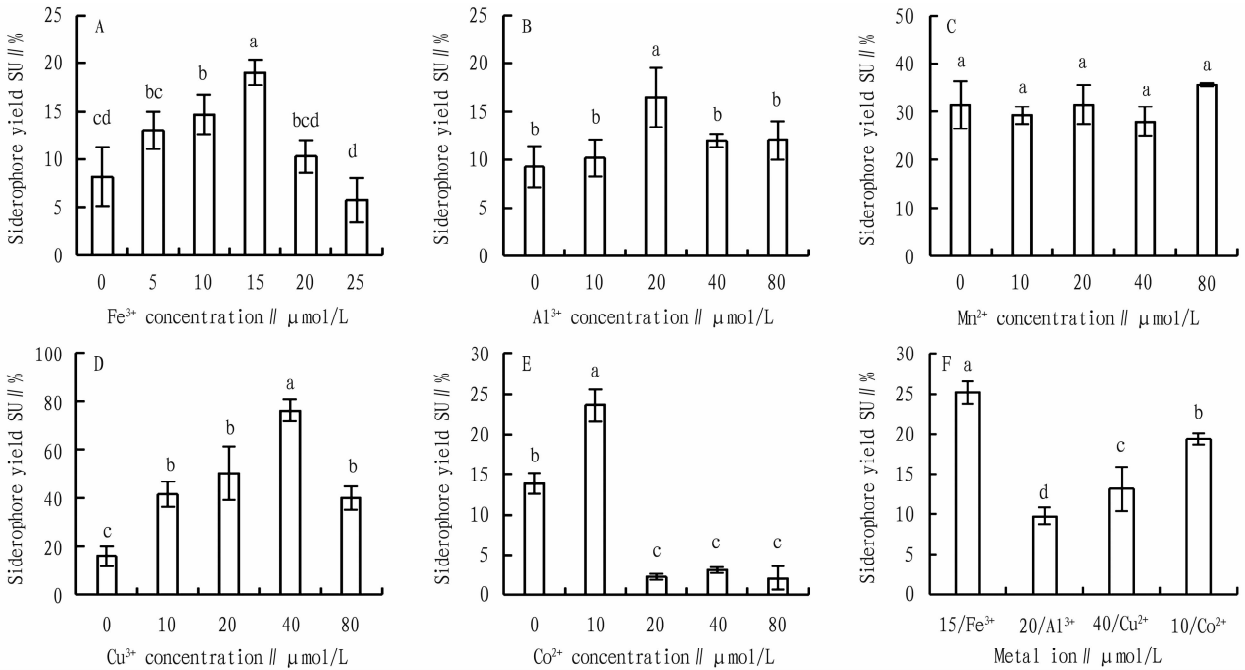 A
Siderophore yield SU∥%
25
20
15
10
5
0
cd
bc
b
a
bcd
d
0 5 10 15 20 25
Fe³⁺ concentration∥ μmol/L
B
Siderophore yield SU∥%
25
20
15
10
5
0
b
b
a
b
b
0 10 20 40 80
Al³⁺ concentration∥ μmol/L
C
Siderophore yield SU∥%
50
40
30
20
10
0
a
a
a
a
a
0 10 20 40 80
Mn²⁺ concentration∥ μmol/L
D
Siderophore yield SU∥%
100
80
60
40
20
0
c
b
b
a
b
0 10 20 40 80
Cu³⁺ concentration∥ μmol/L
E
Siderophore yield SU∥%
30
25
20
15
10
5
0
b
a
c
c
c
0 10 20 40 80
Co²⁺ concentration∥ μmol/L
F
Siderophore yield SU∥%
30
25
20
15
10
5
0
a
d
c
b
15/Fe³⁺ 20/Al³⁺ 40/Cu²⁺ 10/Co²⁺
Metal ion∥ μmol/L